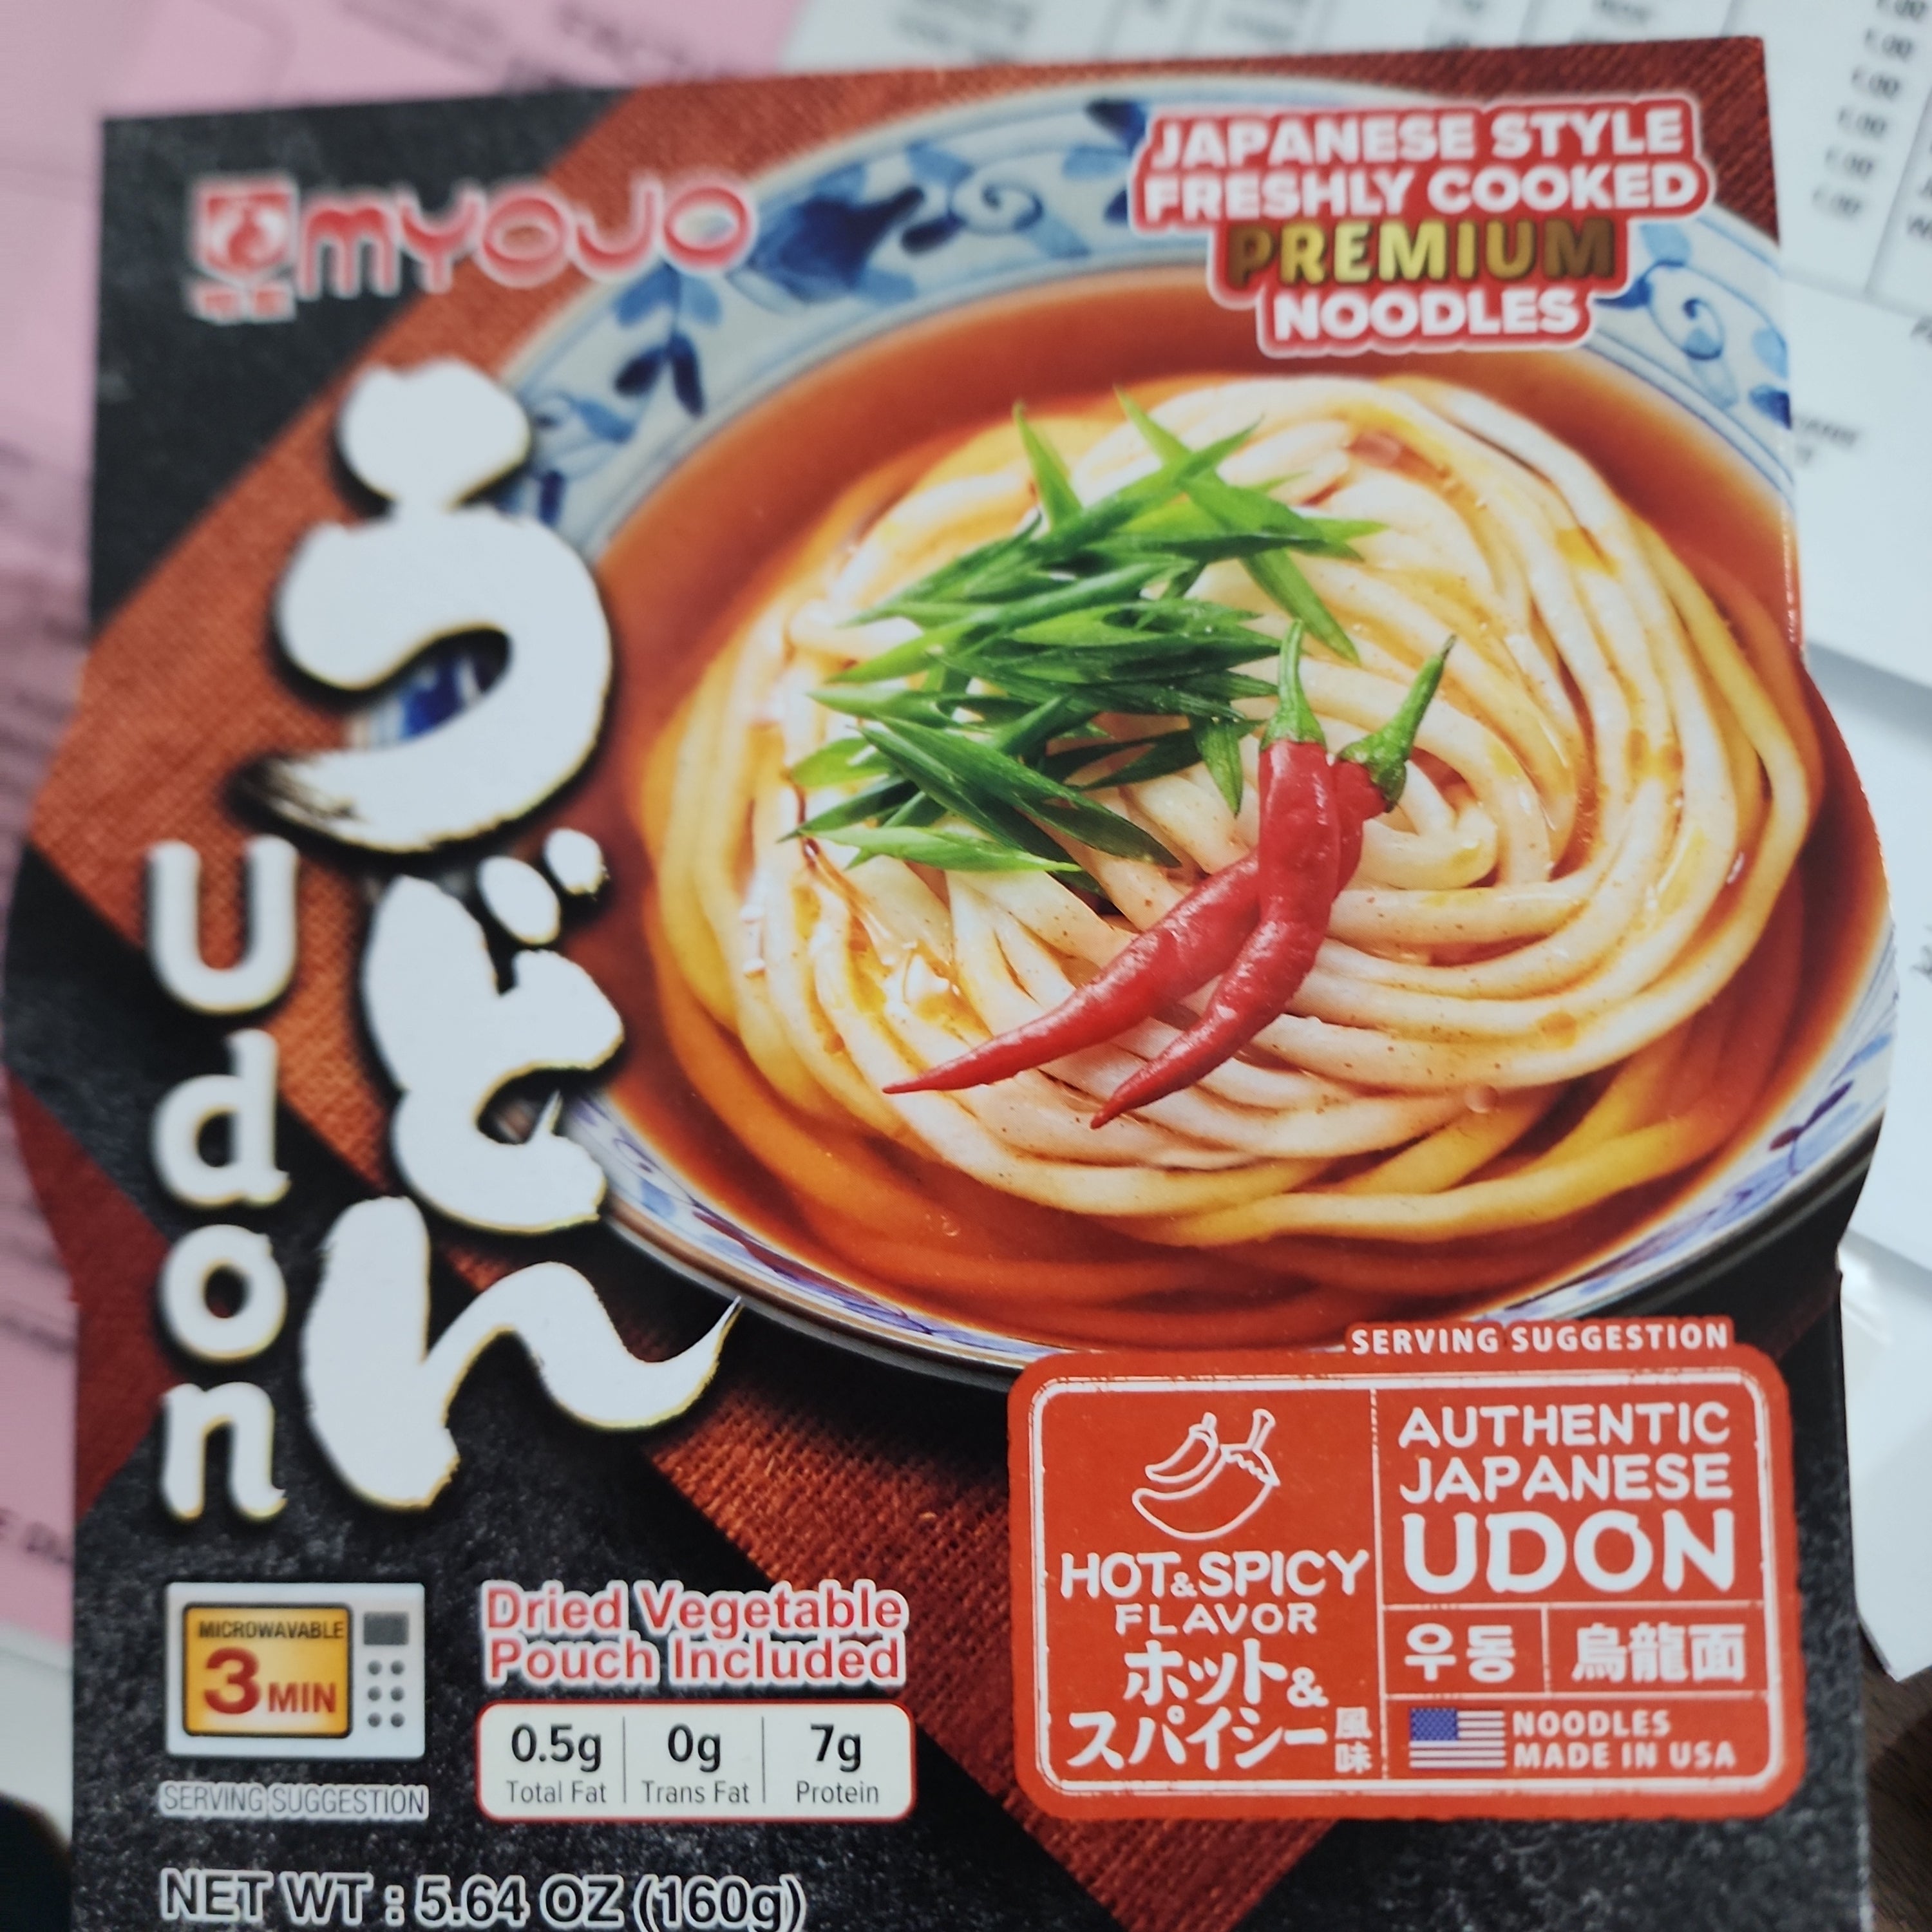 MYOJO
JAPANESE STYLE
FRESHLY COOKED
PREMIUM
NOODLES
うどん
Udon
SERVING SUGGESTION
HOT&SPICY
FLAVOR
ホット&
スパイシー風味
AUTHENTIC
JAPANESE
UDON
우동
烏龍面
NOODLES
MADE IN USA
MICROWAVABLE
3 MIN
SERVING SUGGESTION
Dried Vegetable
Pouch Included
0.5g 0g 7g
Total Fat Trans Fat Protein
NET WT : 5.64 OZ (160g)